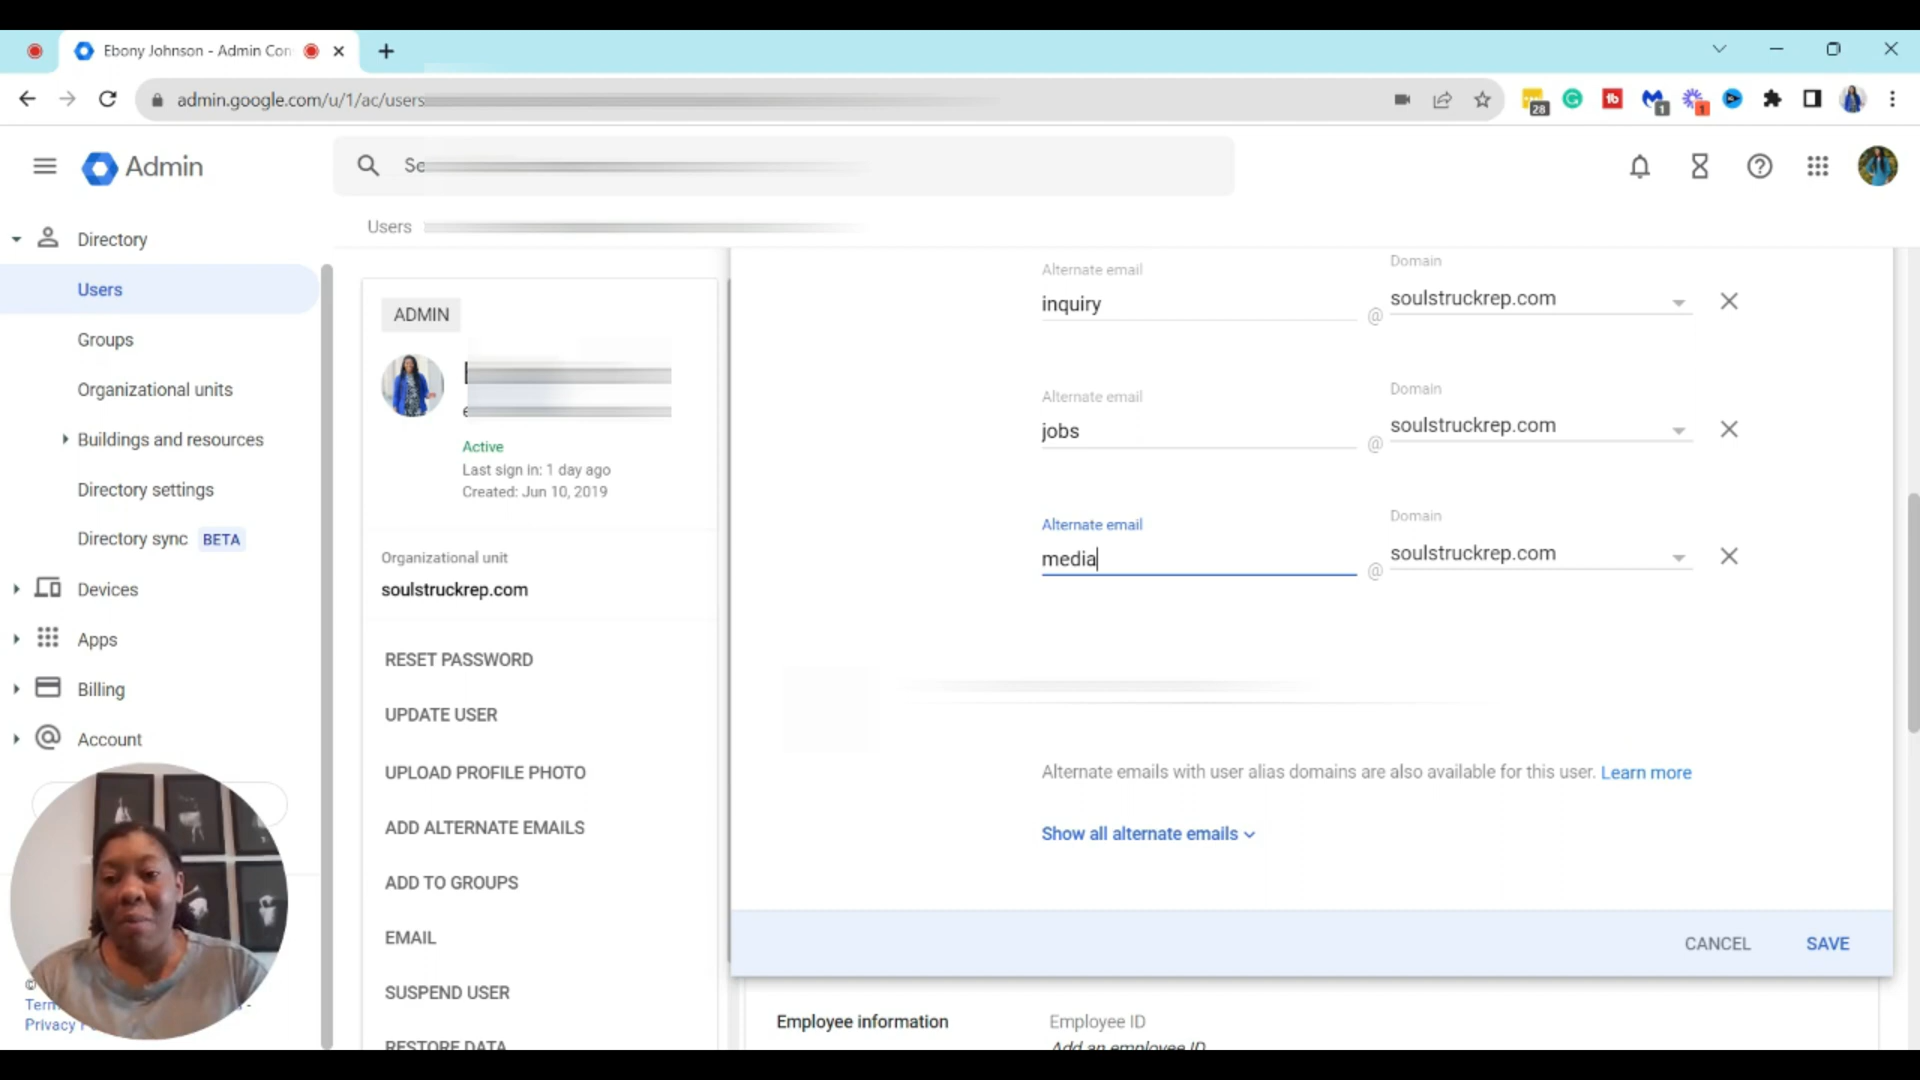 Ebony Johnson - Admin Con
admin.google.com/u/1/ac/users
28
1
1
Admin
Se
Users
Directory
Users
Groups
Organizational units
Buildings and resources
Directory settings
Directory sync BETA
Devices
Apps
Billing
Account
©
Privacy
ADMIN
Active
Last sign in: 1 day ago
Created: Jun 10, 2019
Organizational unit
soulstruckrep.com
RESET PASSWORD
UPDATE USER
UPLOAD PROFILE PHOTO
ADD ALTERNATE EMAILS
ADD TO GROUPS
EMAIL
SUSPEND USER
RESTORE DATA
Alternate email
Domain
inquiry @ soulstruckrep.com
Alternate email
Domain
jobs @ soulstruckrep.com
Alternate email
Domain
media @ soulstruckrep.com
Alternate emails with user alias domains are also available for this user. Learn more
Show all alternate emails
CANCEL SAVE
Employee information
Employee ID
Add an employee ID